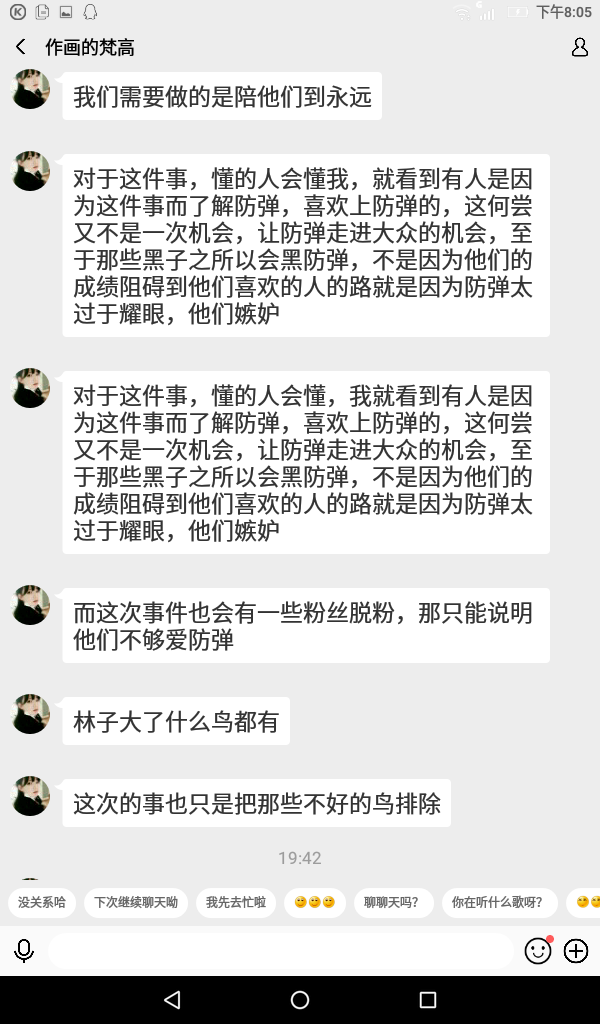 下午8:05
作画的梵高
我们需要做的是陪他们到永远
对于这件事，懂的人会懂我，就看到有人是因
为这件事而了解防弹，喜欢上防弹的，这何尝
又不是一次机会，让防弹走进大众的机会，至
于那些黑子之所以会黑防弹，不是因为他们的
成绩阻碍到他们喜欢的人的路就是因为防弹太
过于耀眼，他们嫉妒
对于这件事，懂的人会懂，我就看到有人是因
为这件事而了解防弹，喜欢上防弹的，这何尝
又不是一次机会，让防弹走进大众的机会，至
于那些黑子之所以会黑防弹，不是因为他们的
成绩阻碍到他们喜欢的人的路就是因为防弹太
过于耀眼，他们嫉妒
而这次事件也会有一些粉丝脱粉，那只能说明
他们不够爱防弹
林子大了什么鸟都有
这次的事也只是把那些不好的鸟排除
19:42
没关系哈 下次继续聊天呦 我先去忙啦 聊聊天吗? 你在听什么歌呀?